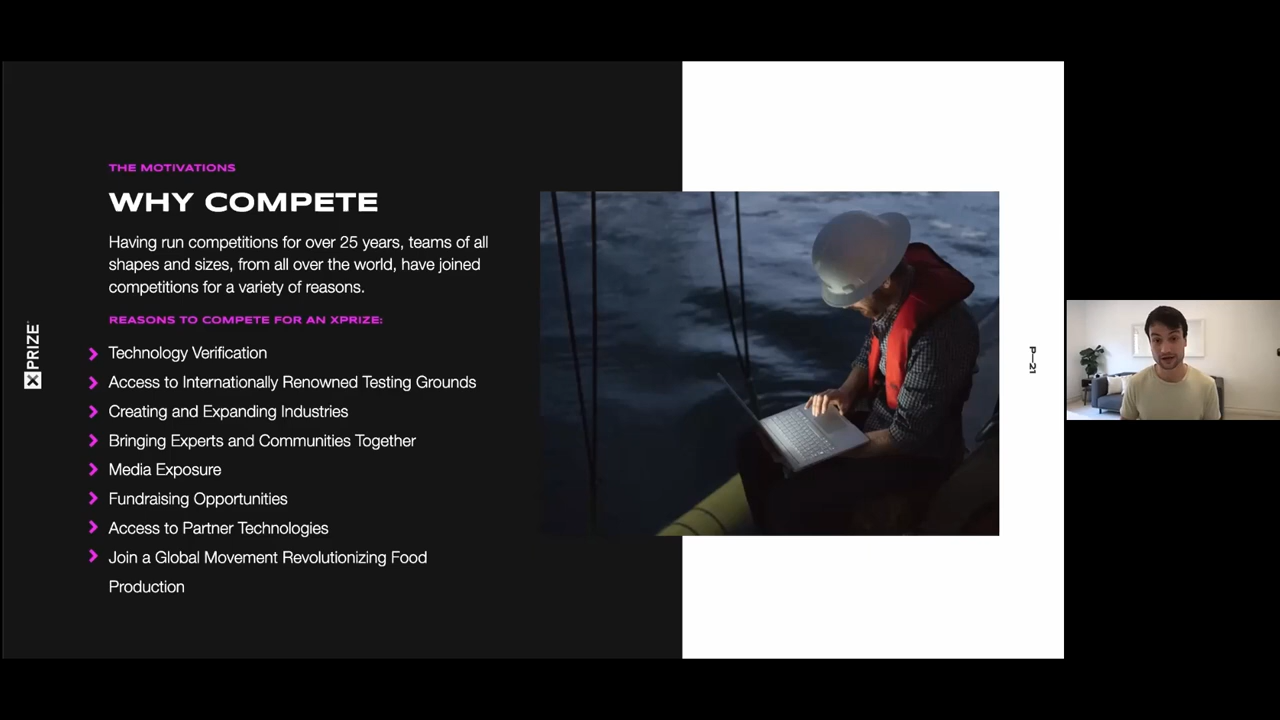 THE MOTIVATIONS
WHY COMPETE
Having run competitions for over 25 years, teams of all
shapes and sizes, from all over the world, have joined
competitions for a variety of reasons.
REASONS TO COMPETE FOR AN XPRIZE:
Technology Verification
Access to Internationally Renowned Testing Grounds
Creating and Expanding Industries
Bringing Experts and Communities Together
Media Exposure
Fundraising Opportunities
Access to Partner Technologies
Join a Global Movement Revolutionizing Food
Production
XPRIZE
P—21